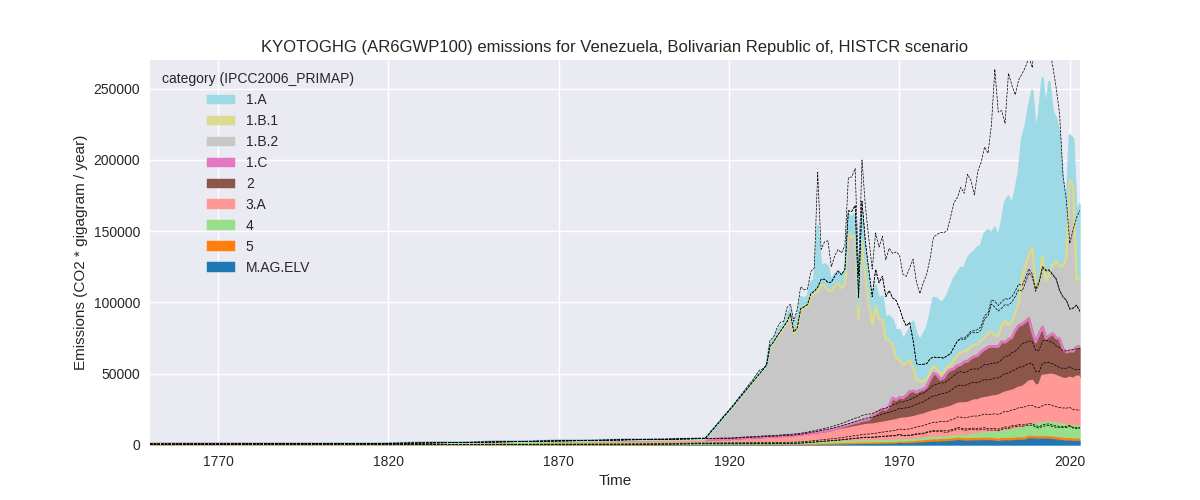 KYOTOGHG (AR6GWP100) emissions for Venezuela, Bolivarian Republic of, HISTCR scenario
category (IPCC2006_PRIMAP)
1.A
1.B.1
1.B.2
1.C
2
3.A
4
5
M.AG.ELV
Emissions (CO2 * gigagram / year)
250000
200000
150000
100000
50000
0
1770
1820
1870
1920
1970
2020
Time